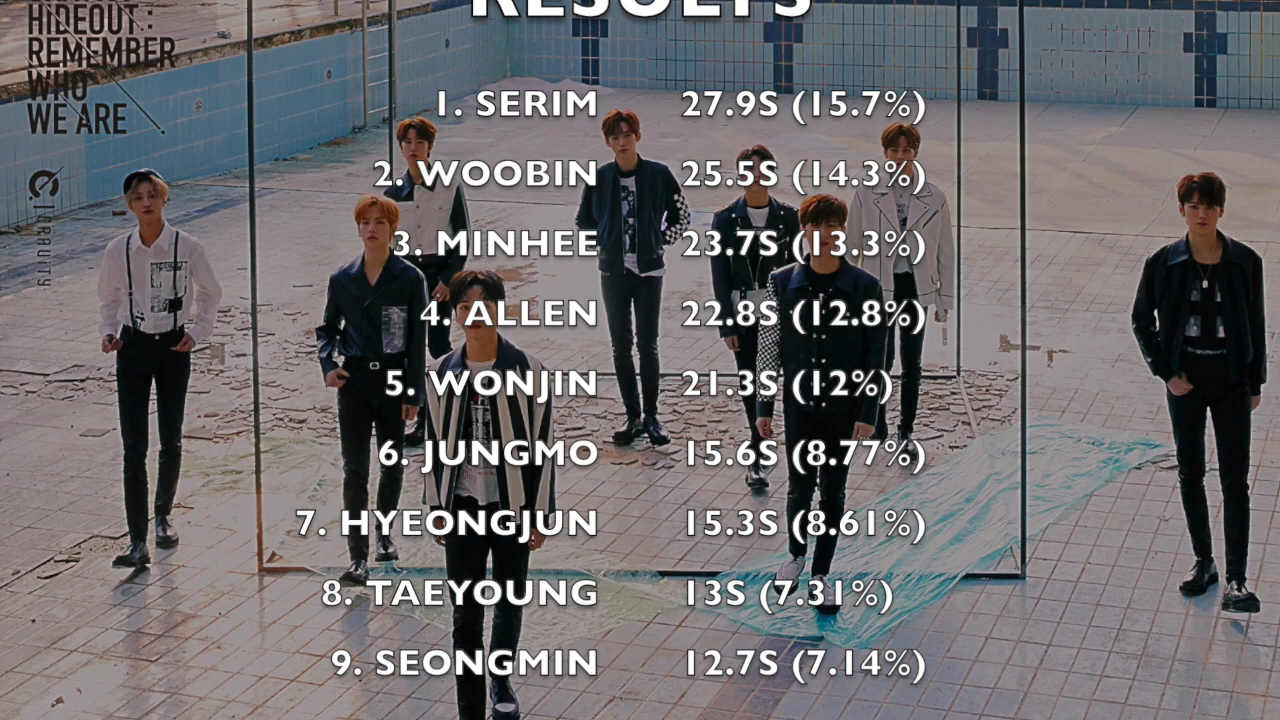 RESULTS
HIDEOUT:
REMEMBER
WHO
WE ARE
CRAVITY
1. SERIM 27.9S (15.7%)
2. WOOBIN 25.5S (14.3%)
3. MINHEE 23.7S (13.3%)
4. ALLEN 22.8S (12.8%)
5. WONJIN 21.3S (12%)
6. JUNGMO 15.6S (8.77%)
7. HYEONGJUN 15.3S (8.61%)
8. TAEYOUNG 13S (7.31%)
9. SEONGMIN 12.7S (7.14%)